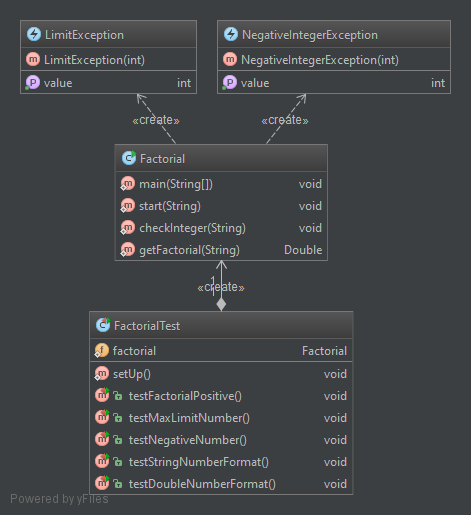 LimitException
LimitException(int)
value int
NegativeIntegerException
NegativeIntegerException(int)
value int
«create»
«create»
Factorial
main(String[]) void
start(String) void
checkInteger(String) void
getFactorial(String) Double
1
«create»
FactorialTest
factorial Factorial
setUp() void
testFactorialPositive() void
testMaxLimitNumber() void
testNegativeNumber() void
testStringNumberFormat() void
testDoubleNumberFormat() void
Powered by yFiles